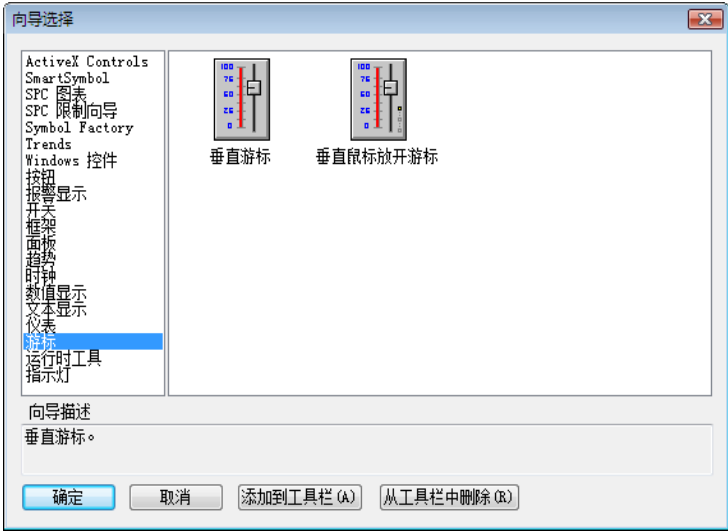 向导选择
ActiveX Controls
SmartSymbol
SPC 图表
SPC 限制向导
Symbol Factory
Trends
Windows 控件
按钮
报警显示
开关
框架
面板
趋势
时钟
数值显示
文本显示
仪表
游标
运行时工具
指示灯
100
75
50
25
0
垂直游标
100
75
50
25
0
垂直鼠标放开游标
向导描述
垂直游标。
确定
取消
添加到工具栏(A)
从工具栏中删除(R)